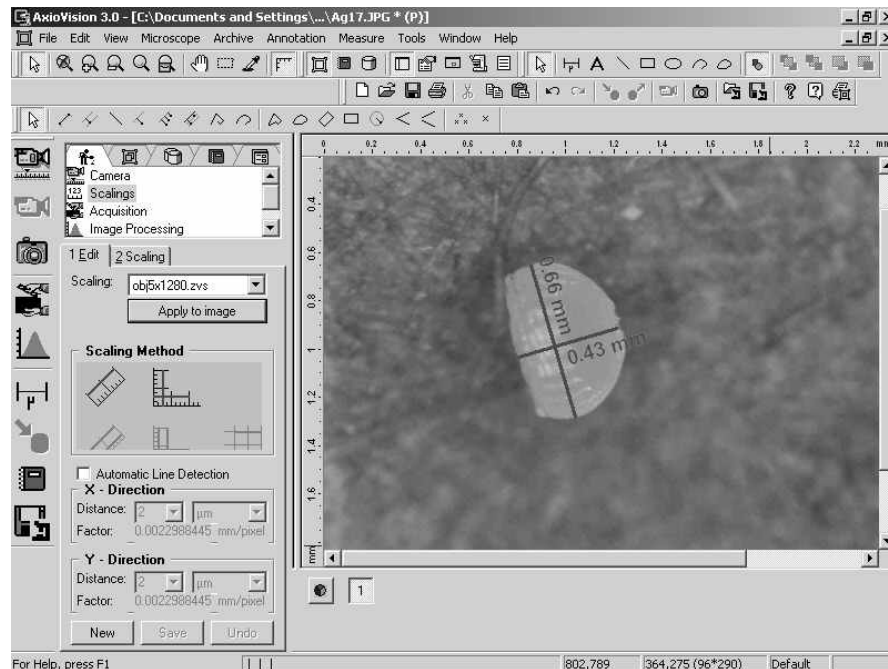 AxioVision 3.0 - [C:\Documents and Settings\...\Ag17.JPG * (P)]
File Edit View Microscope Archive Annotation Measure Tools Window Help
Camera
Scalings
Acquisition
Image Processing
1 Edit 2 Scaling
Scaling: obj5x1280.zvs
Apply to image
Scaling Method
Automatic Line Detection
X - Direction
Distance: 2 µm
Factor: 0.0022988445 mm/pixel
Y - Direction
Distance: 2 µm
Factor: 0.0022988445 mm/pixel
New Save Undo
0 0.2 0.4 0.6 0.8 1 1.2 1.4 1.6 1.8 2 2.2 mm
0.4
0.6
0.8
1
1.2
1.4
1.6
mm
0.66 mm
0.43 mm
1
For Help, press F1 802,789 364,275 (96*290) Default